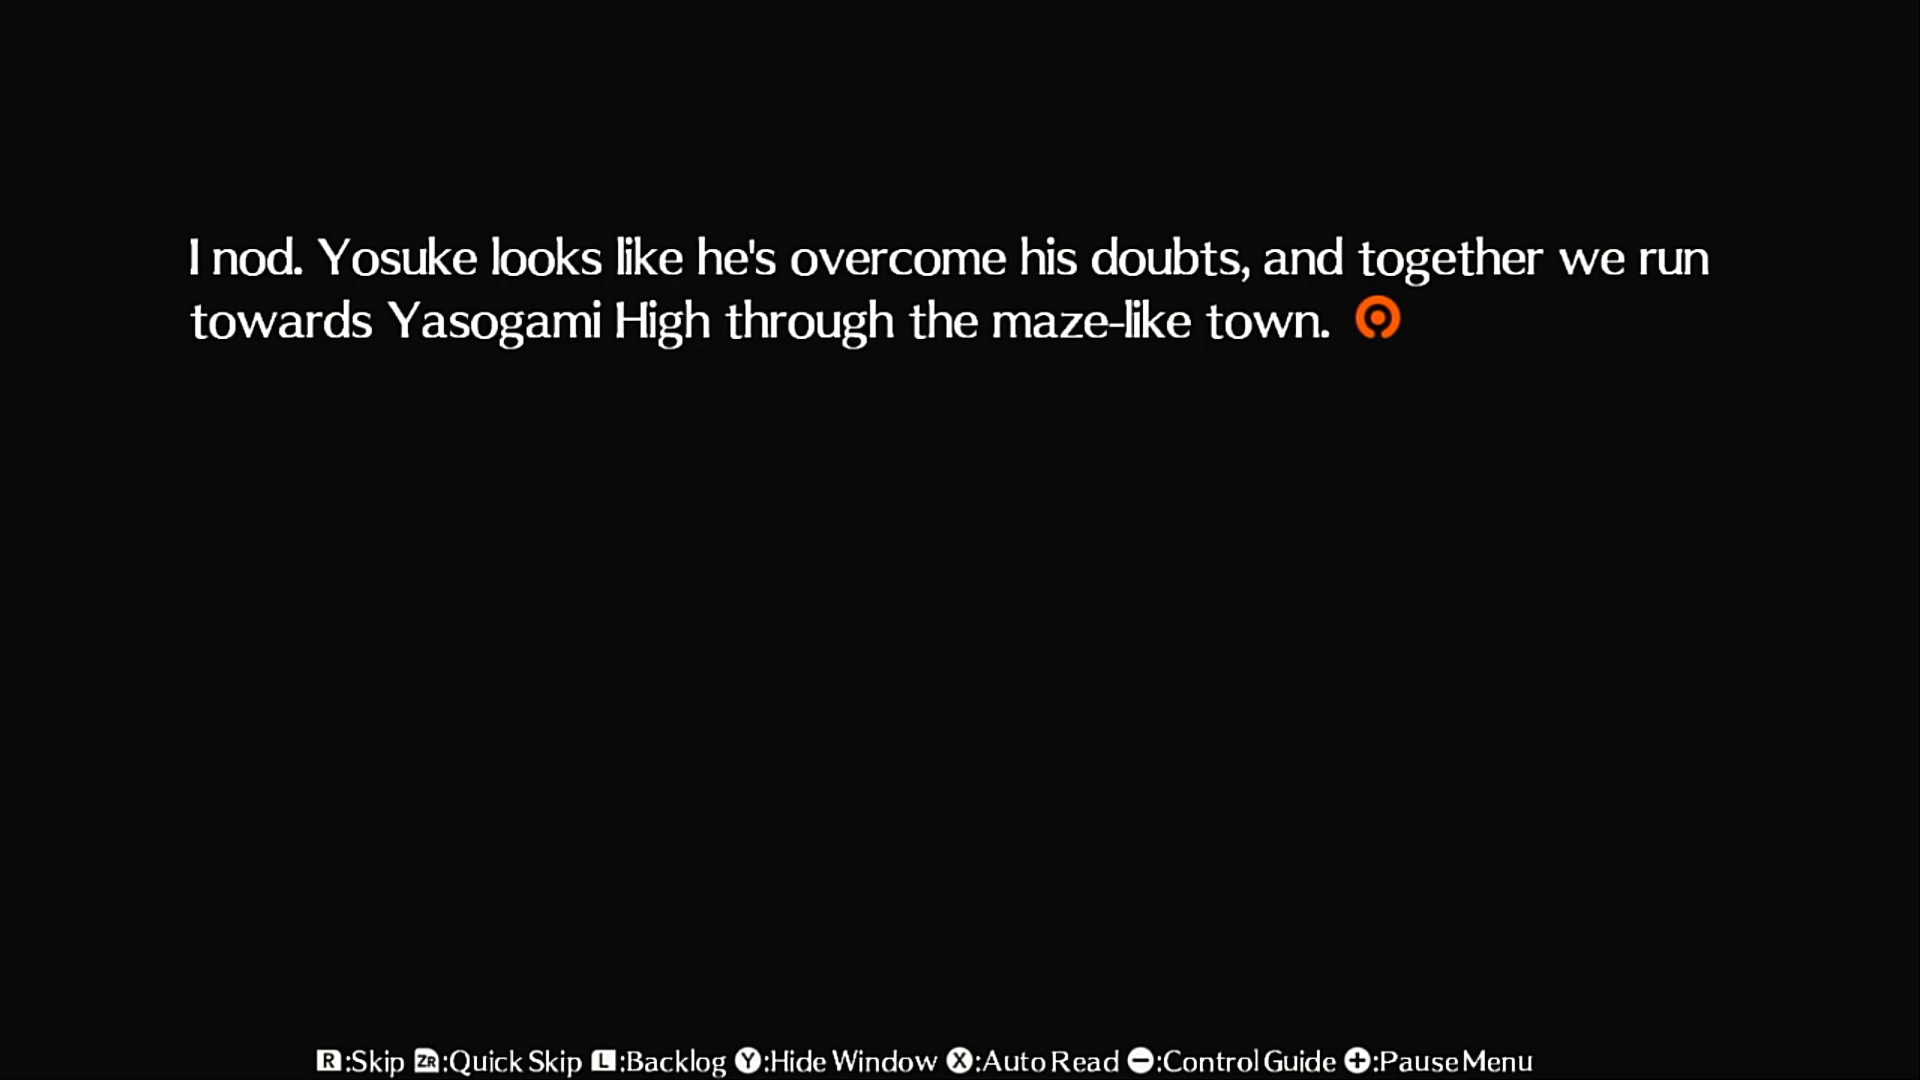 I nod. Yosuke looks like he's overcome his doubts, and together we run
towards Yasogami High through the maze-like town.
R:Skip ZR:Quick Skip L:Backlog Y:Hide Window X:Auto Read -:Control Guide +:Pause Menu